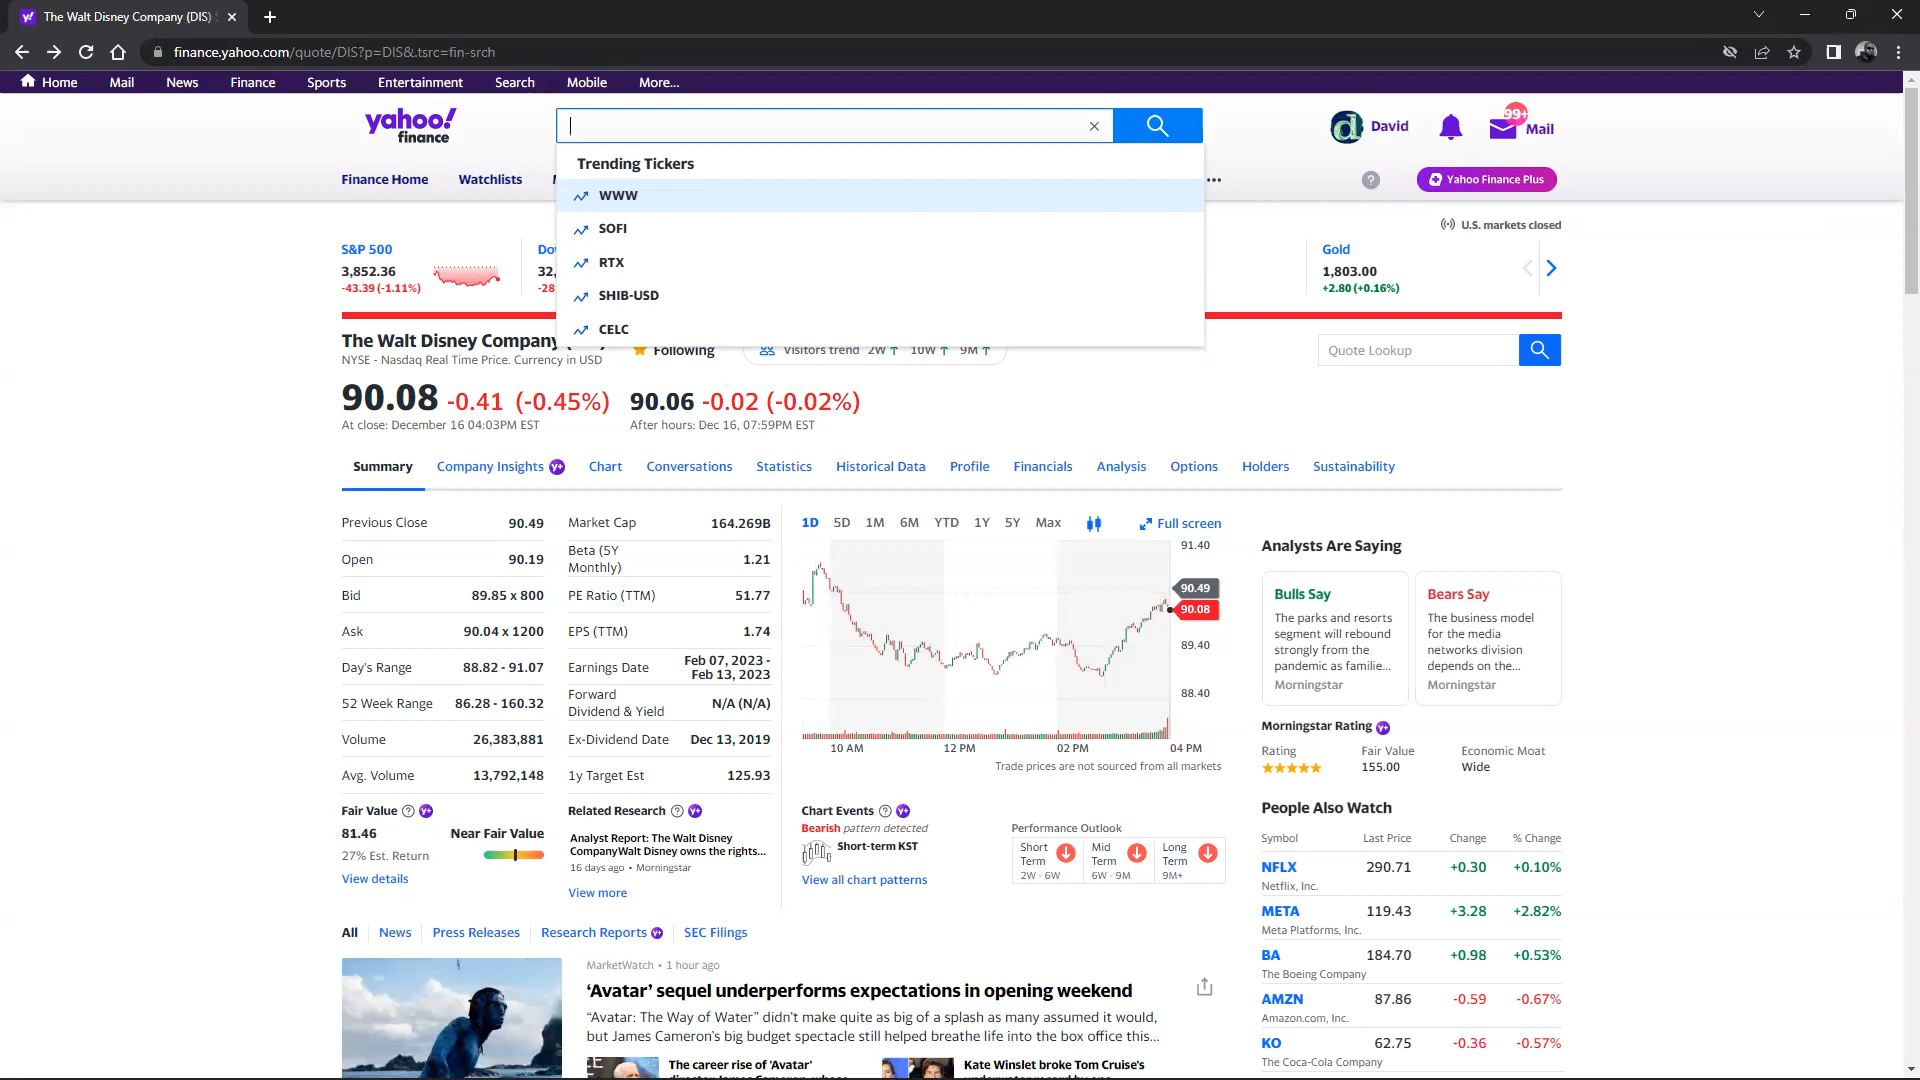 The Walt Disney Company (DIS)
finance.yahoo.com/quote/DIS?p=DIS&.tsrc=fin-srch
Home Mail News Finance Sports Entertainment Search Mobile More...
yahoo!
finance
David
99+
Mail
Trending Tickers
WWW
SOFI
RTX
SHIB-USD
CELC
Finance Home Watchlists
...
?
Yahoo Finance Plus
U.S. markets closed
S&P 500
3,852.36
-43.39 (-1.11%)
Gold
1,803.00
+2.80 (+0.16%)
The Walt Disney Company
NYSE - Nasdaq Real Time Price. Currency in USD
Following
Visitors trend 2W 10W 9M
Quote Lookup
90.08 -0.41 (-0.45%)
At close: December 16 04:03PM EST
90.06 -0.02 (-0.02%)
After hours: Dec 16, 07:59PM EST
Summary Company Insights Y+ Chart Conversations Statistics Historical Data Profile Financials Analysis Options Holders Sustainability
Previous Close 90.49
Open 90.19
Bid 89.85 x 800
Ask 90.04 x 1200
Day's Range 88.82 - 91.07
52 Week Range 86.28 - 160.32
Volume 26,383,881
Avg. Volume 13,792,148
Market Cap 164.269B
Beta (5Y
Monthly) 1.21
PE Ratio (TTM) 51.77
EPS (TTM) 1.74
Earnings Date Feb 07, 2023 -
Feb 13, 2023
Forward
Dividend & Yield N/A (N/A)
Ex-Dividend Date Dec 13, 2019
1y Target Est 125.93
1D 5D 1M 6M YTD 1Y 5Y Max Full screen
91.40
90.49
90.08
89.40
88.40
10 AM 12 PM 02 PM 04 PM
Trade prices are not sourced from all markets
Fair Value ? Y+
81.46 Near Fair Value
27% Est. Return
View details
Related Research ? Y+
Analyst Report: The Walt Disney
CompanyWalt Disney owns the rights...
16 days ago • Morningstar
View more
Chart Events ? Y+
Bearish pattern detected
Short-term KST
View all chart patterns
Performance Outlook
Short
Term
2W - 6W
Mid
Term
6W - 9M
Long
Term
9M+
Analysts Are Saying
Bulls Say
The parks and resorts
segment will rebound
strongly from the
pandemic as familie...
Morningstar
Bears Say
The business model
for the media
networks division
depends on the...
Morningstar
Morningstar Rating Y+
Rating Fair Value Economic Moat
155.00 Wide
People Also Watch
Symbol Last Price Change % Change
NFLX 290.71 +0.30 +0.10%
Netflix, Inc.
META 119.43 +3.28 +2.82%
Meta Platforms, Inc.
BA 184.70 +0.98 +0.53%
The Boeing Company
AMZN 87.86 -0.59 -0.67%
Amazon.com, Inc.
KO 62.75 -0.36 -0.57%
The Coca-Cola Company
All News Press Releases Research Reports Y+ SEC Filings
MarketWatch • 1 hour ago
‘Avatar’ sequel underperforms expectations in opening weekend
“Avatar: The Way of Water” didn’t make quite as big of a splash as many assumed it would,
but James Cameron’s big budget spectacle still helped breathe life into the box office this...
The career rise of 'Avatar'
Kate Winslet broke Tom Cruise's